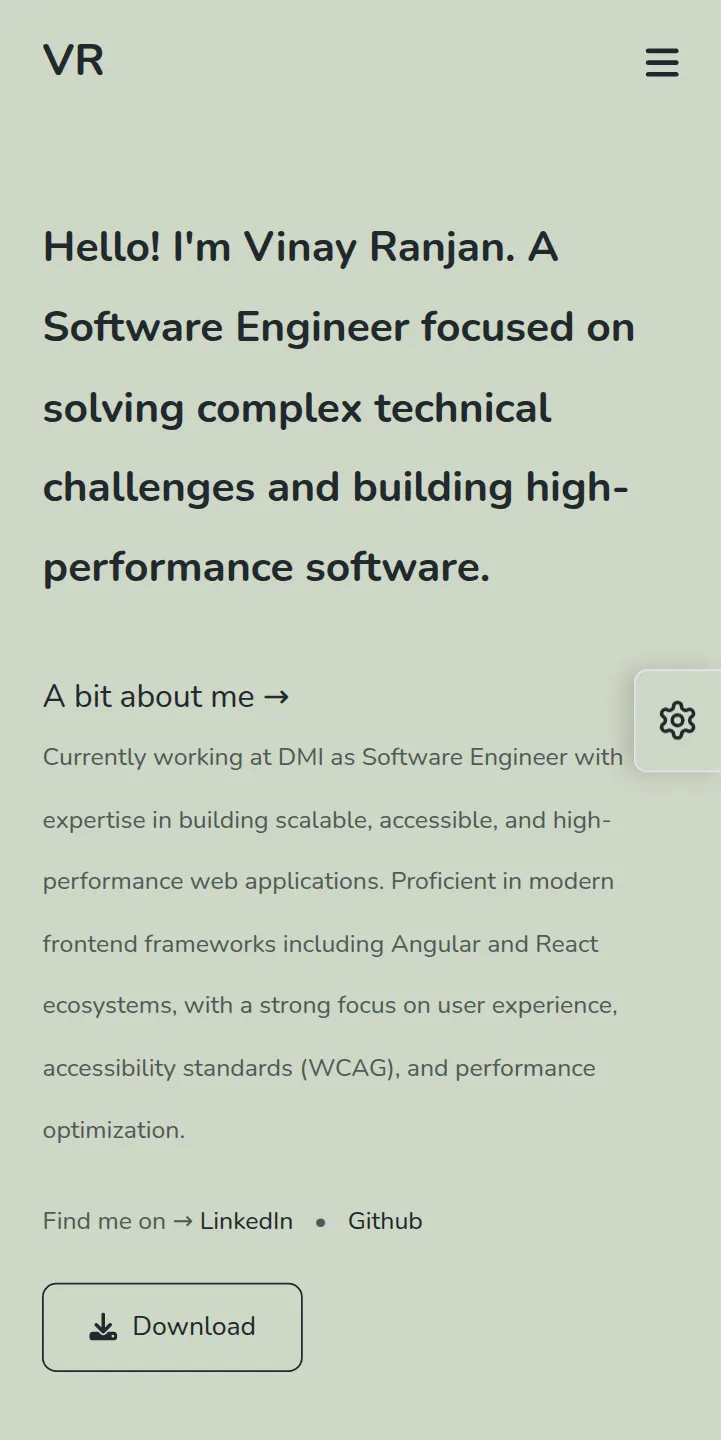 VR
Hello! I'm Vinay Ranjan. A
Software Engineer focused on
solving complex technical
challenges and building high-
performance software.
A bit about me →
Currently working at DMI as Software Engineer with
expertise in building scalable, accessible, and high-
performance web applications. Proficient in modern
frontend frameworks including Angular and React
ecosystems, with a strong focus on user experience,
accessibility standards (WCAG), and performance
optimization.
Find me on → LinkedIn • Github
Download